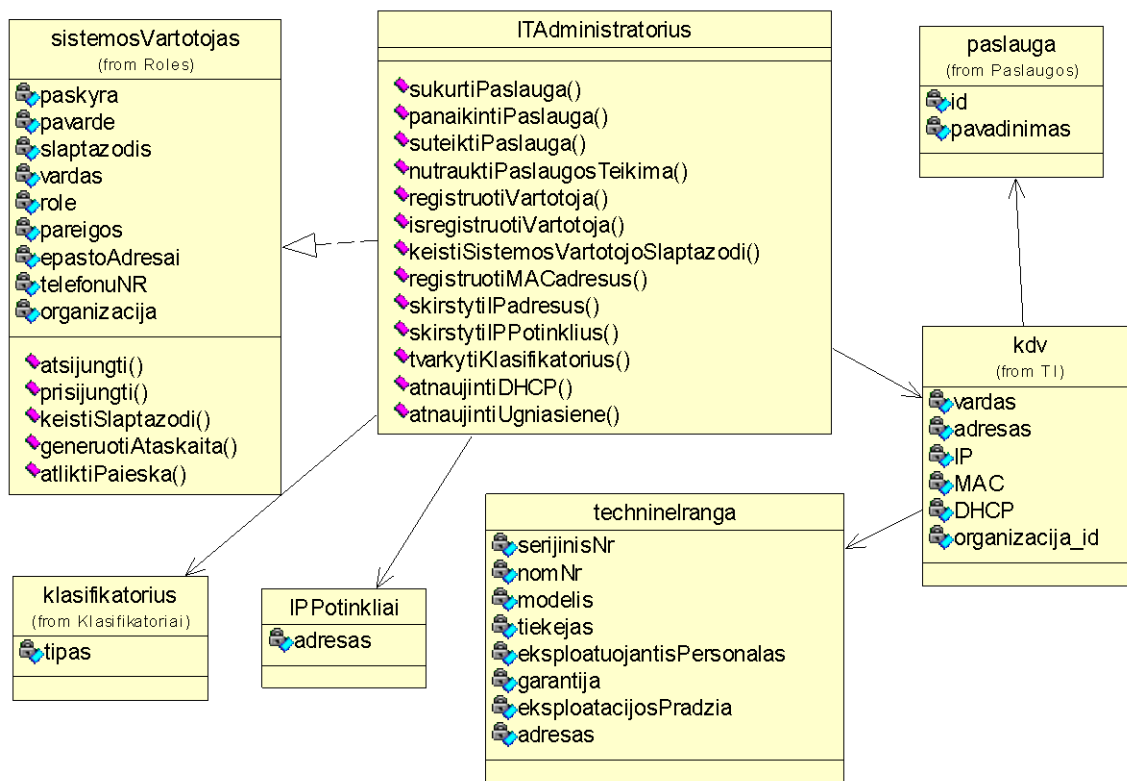 sistemosVartotojas
(from Roles)
paskyra
pavarde
slaptazodis
vardas
role
pareigos
epastoAdresai
telefonuNR
organizacija
atsijungti()
prisijungti()
keistiSlaptazodi()
generuotiAtaskaita()
atliktiPaieska()
ITAdministratorius
sukurtiPaslauga()
panaikintiPaslauga()
suteiktiPaslauga()
nutrauktiPaslaugosTeikima()
registruotiVartotoja()
isregistruotiVartotoja()
keistiSistemosVartotojoSlaptazodi()
registruotiMACadresus()
skirstytiIPadresus()
skirstytiIPPotinklius()
tvarkytiKlasifikatorius()
atnaujintiDHCP()
atnaujintiUgniasiene()
paslauga
(from Paslaugos)
id
pavadinimas
kdv
(from TI)
vardas
adresas
IP
MAC
DHCP
organizacija_id
klasifikatorius
(from Klasifikatoriai)
tipas
IPPotinkliai
adresas
technineIranga
serijinisNr
nomNr
modelis
tiekejas
eksploatuojantisPersonalas
garantija
eksploatacijosPradzia
adresas